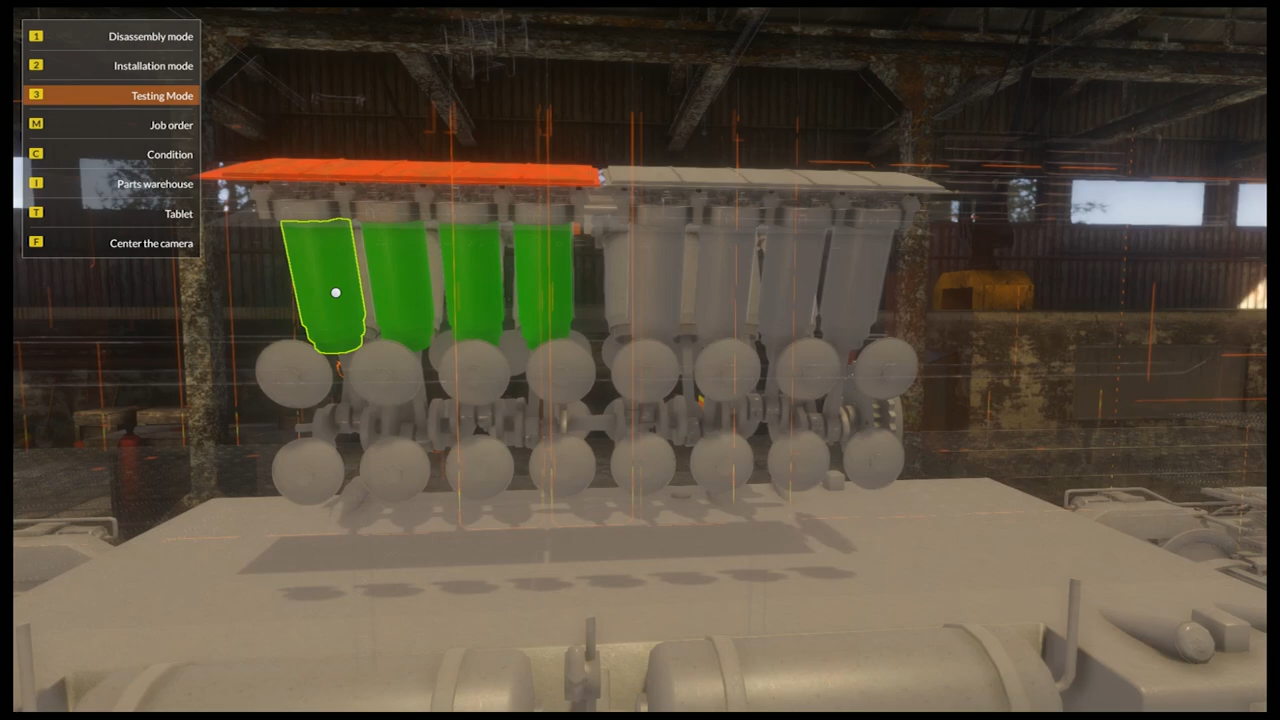 1 Disassembly mode
2 Installation mode
3 Testing Mode
M Job order
C Condition
I Parts warehouse
T Tablet
F Center the camera